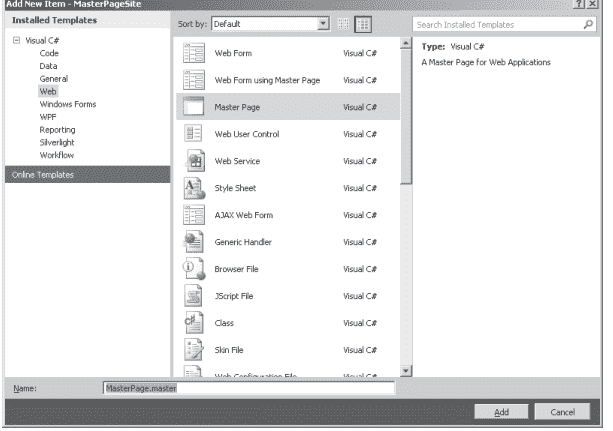 Add New Item - MasterPageSite
Installed Templates
Visual C#
Code
Data
General
Web
Windows Forms
WPF
Reporting
Silverlight
Workflow
Online Templates
Sort by: Default
Web Form Visual C#
Web Form using Master Page Visual C#
Master Page Visual C#
Web User Control Visual C#
Web Service Visual C#
Style Sheet Visual C#
AJAX Web Form Visual C#
Generic Handler Visual C#
Browser File Visual C#
JScript File Visual C#
Class Visual C#
Skin File Visual C#
Web Configuration File Visual C#
Search Installed Templates
Type: Visual C#
A Master Page for Web Applications
Name: MasterPage.master
Add Cancel